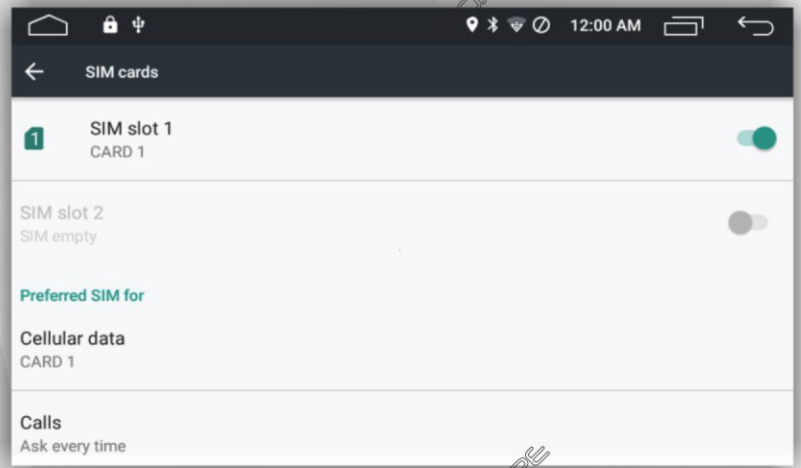 12:00 AM
SIM cards
1
SIM slot 1
CARD 1
SIM slot 2
SIM empty
Preferred SIM for
Cellular data
CARD 1
Calls
Ask every time